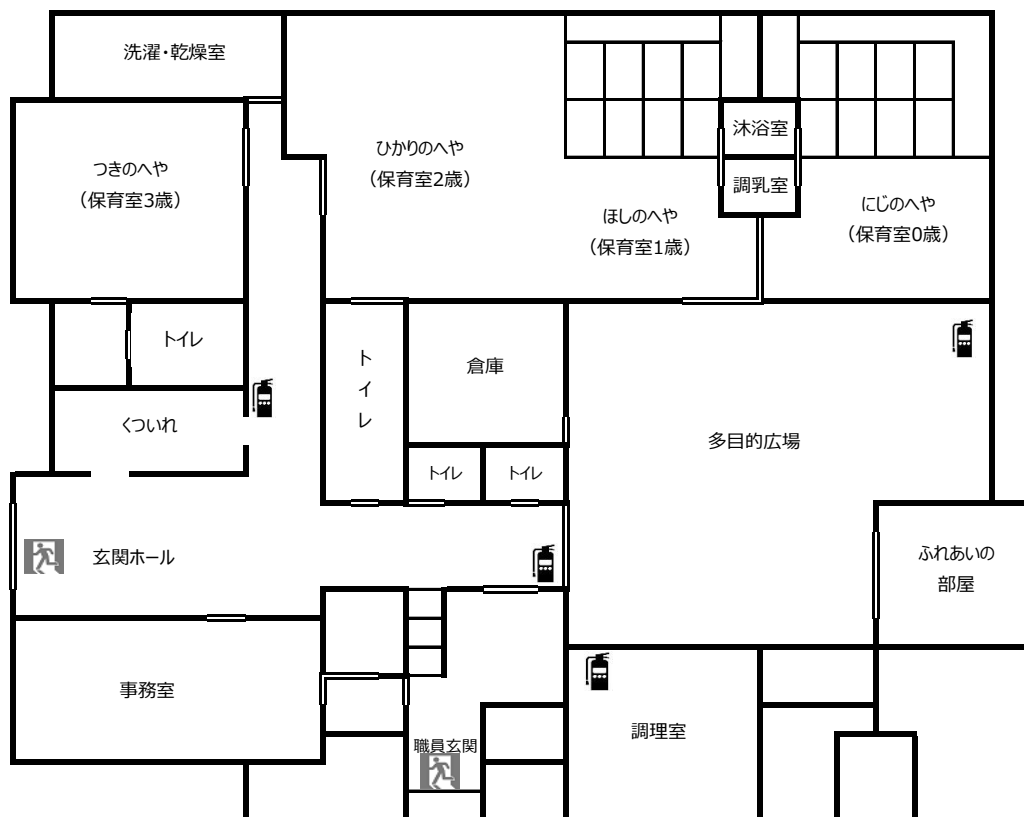 洗濯・乾燥室
つきのへや
（保育室3歳）
ひかりのへや
（保育室2歳）
沐浴室
調乳室
ほしのへや
（保育室1歳）
にじのへや
（保育室0歳）
トイレ
トイレ
倉庫
くついれ
多目的広場
トイレ
トイレ
玄関ホール
ふれあいの
部屋
事務室
職員玄関
調理室